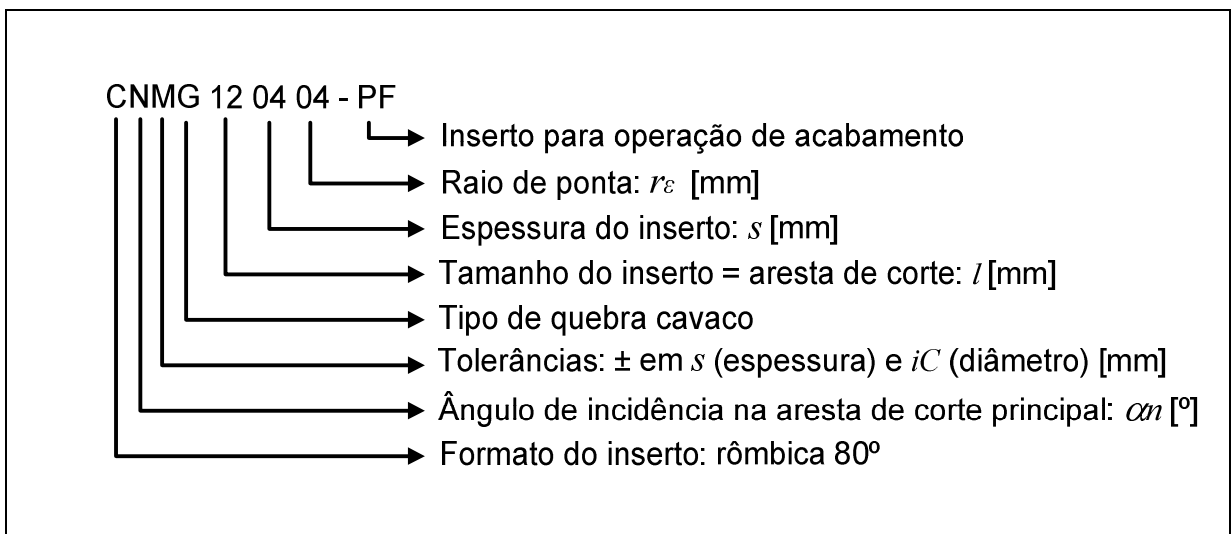 CNMG 12 04 04 - PF
Inserto para operação de acabamento
Raio de ponta: rε [mm]
Espessura do inserto: s [mm]
Tamanho do inserto = aresta de corte: l [mm]
Tipo de quebra cavaco
Tolerâncias: ± em s (espessura) e iC (diâmetro) [mm]
Ângulo de incidência na aresta de corte principal: αn [º]
Formato do inserto: rômbica 80º